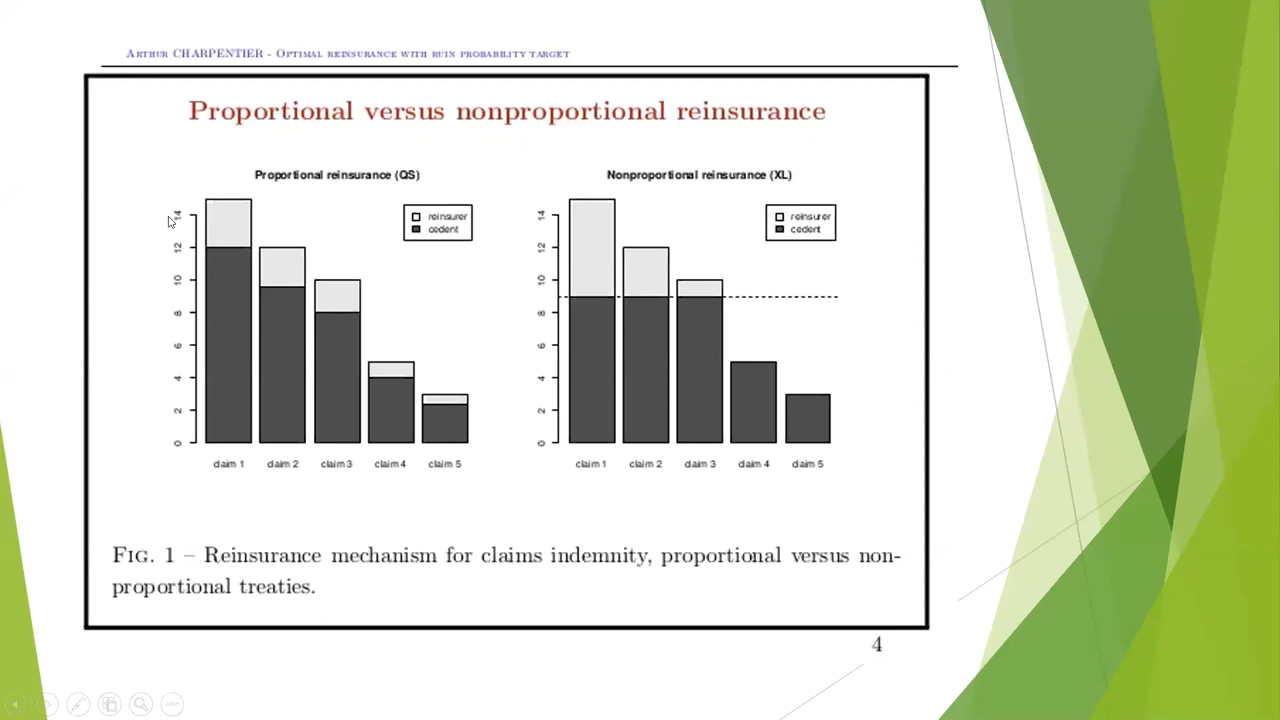 ARTHUR CHARPENTIER - OPTIMAL REINSURANCE WITH RUIN PROBABILITY TARGET
Proportional versus nonproportional reinsurance
Proportional reinsurance (QS)
reinsurer
cedent
14
12
10
8
6
4
2
0
claim 1 claim 2 claim 3 claim 4 claim 5
Nonproportional reinsurance (XL)
reinsurer
cedent
14
12
10
8
6
4
2
0
claim 1 claim 2 claim 3 claim 4 claim 5
FIG. 1 – Reinsurance mechanism for claims indemnity, proportional versus non-
proportional treaties.
4